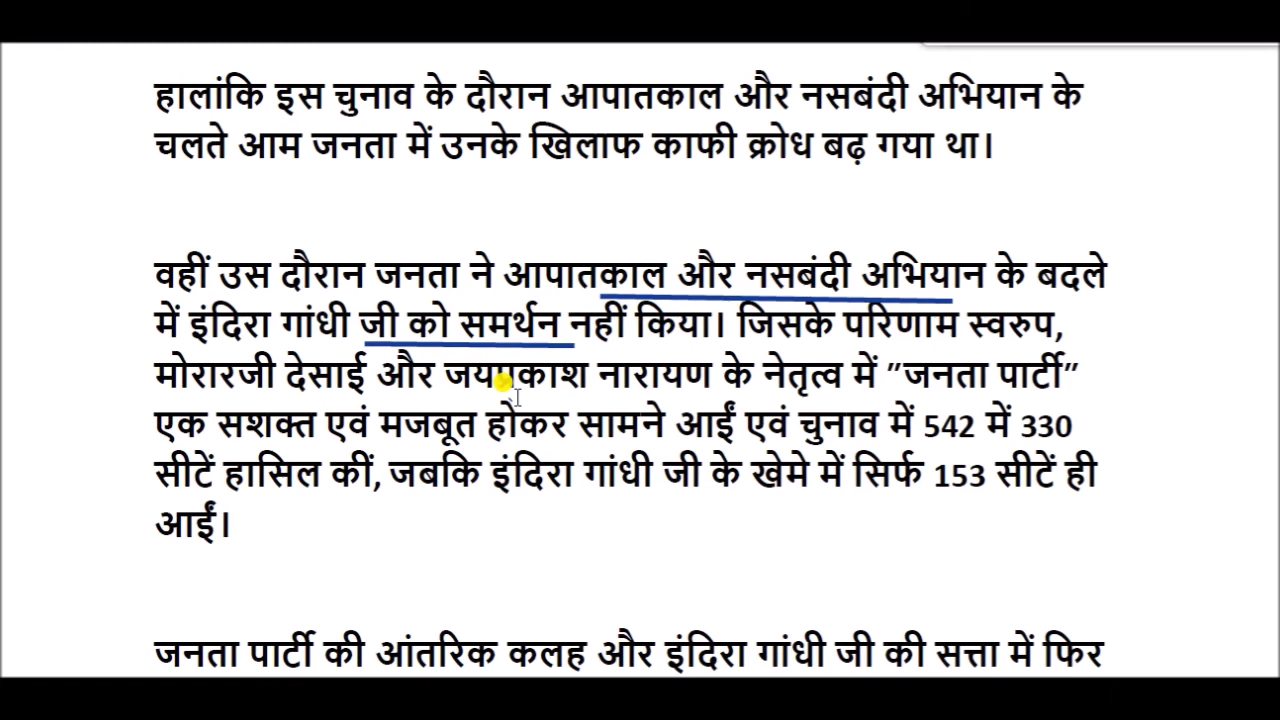 हालांकि इस चुनाव के दौरान आपातकाल और नसबंदी अभियान के
चलते आम जनता में उनके खिलाफ काफी क्रोध बढ़ गया था।
वहीं उस दौरान जनता ने आपातकाल और नसबंदी अभियान के बदले
में इंदिरा गांधी जी को समर्थन नहीं किया। जिसके परिणाम स्वरुप,
मोरारजी देसाई और जयप्रकाश नारायण के नेतृत्व में ”जनता पार्टी”
एक सशक्त एवं मजबूत होकर सामने आईं एवं चुनाव में 542 में 330
सीटें हासिल कीं, जबकि इंदिरा गांधी जी के खेमे में सिर्फ 153 सीटें ही
आईं।
जनता पार्टी की आंतरिक कलह और इंदिरा गांधी जी की सत्ता में फिर